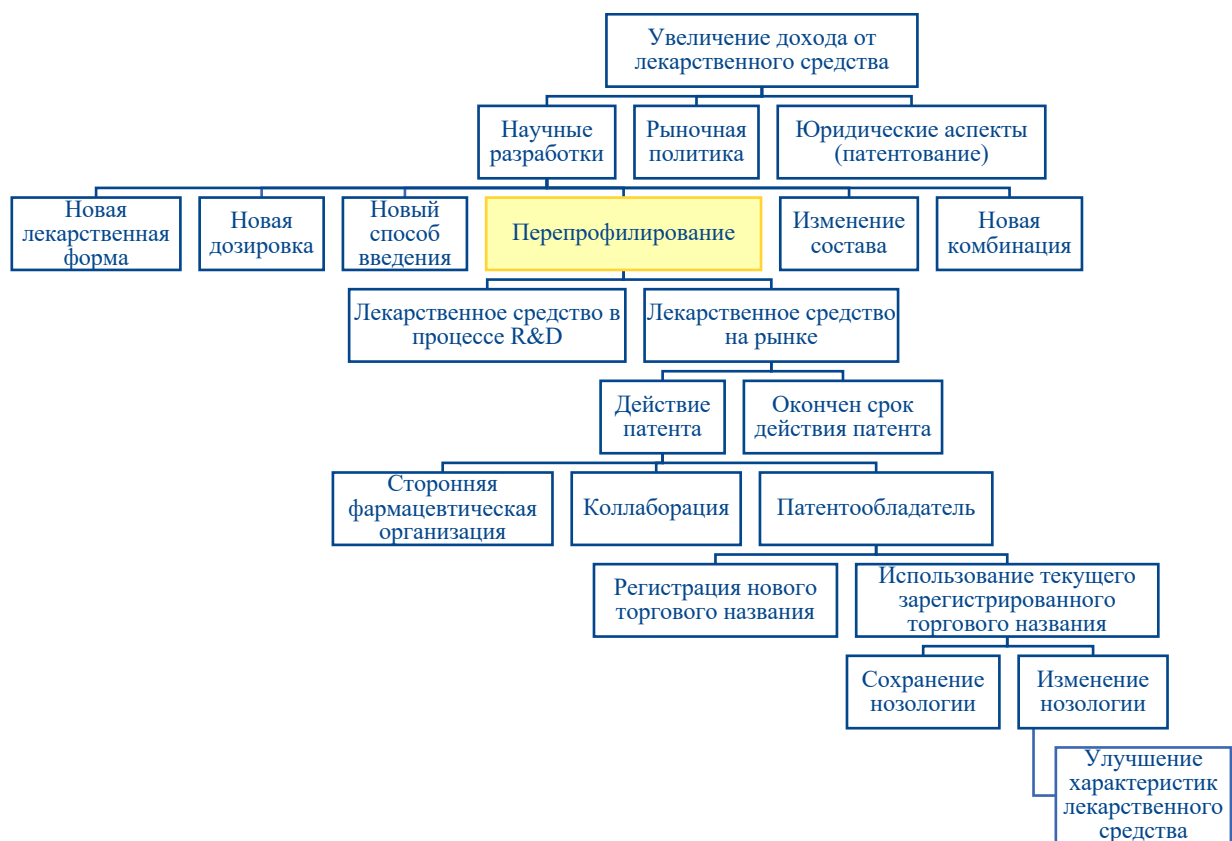 Увеличение дохода от
лекарственного средства
Научные
разработки
Рыночная
политика
Юридические аспекты
(патентование)
Новая
лекарственная
форма
Новая
дозировка
Новый
способ
введения
Перепрофилирование
Изменение
состава
Новая
комбинация
Лекарственное средство в
процессе R&D
Лекарственное средство
на рынке
Действие
патента
Окончен срок
действия патента
Сторонняя
фармацевтическая
организация
Коллаборация
Патентообладатель
Регистрация нового
торгового названия
Использование текущего
зарегистрированного
торгового названия
Сохранение
нозологии
Изменение
нозологии
Улучшение
характеристик
лекарственного
средства